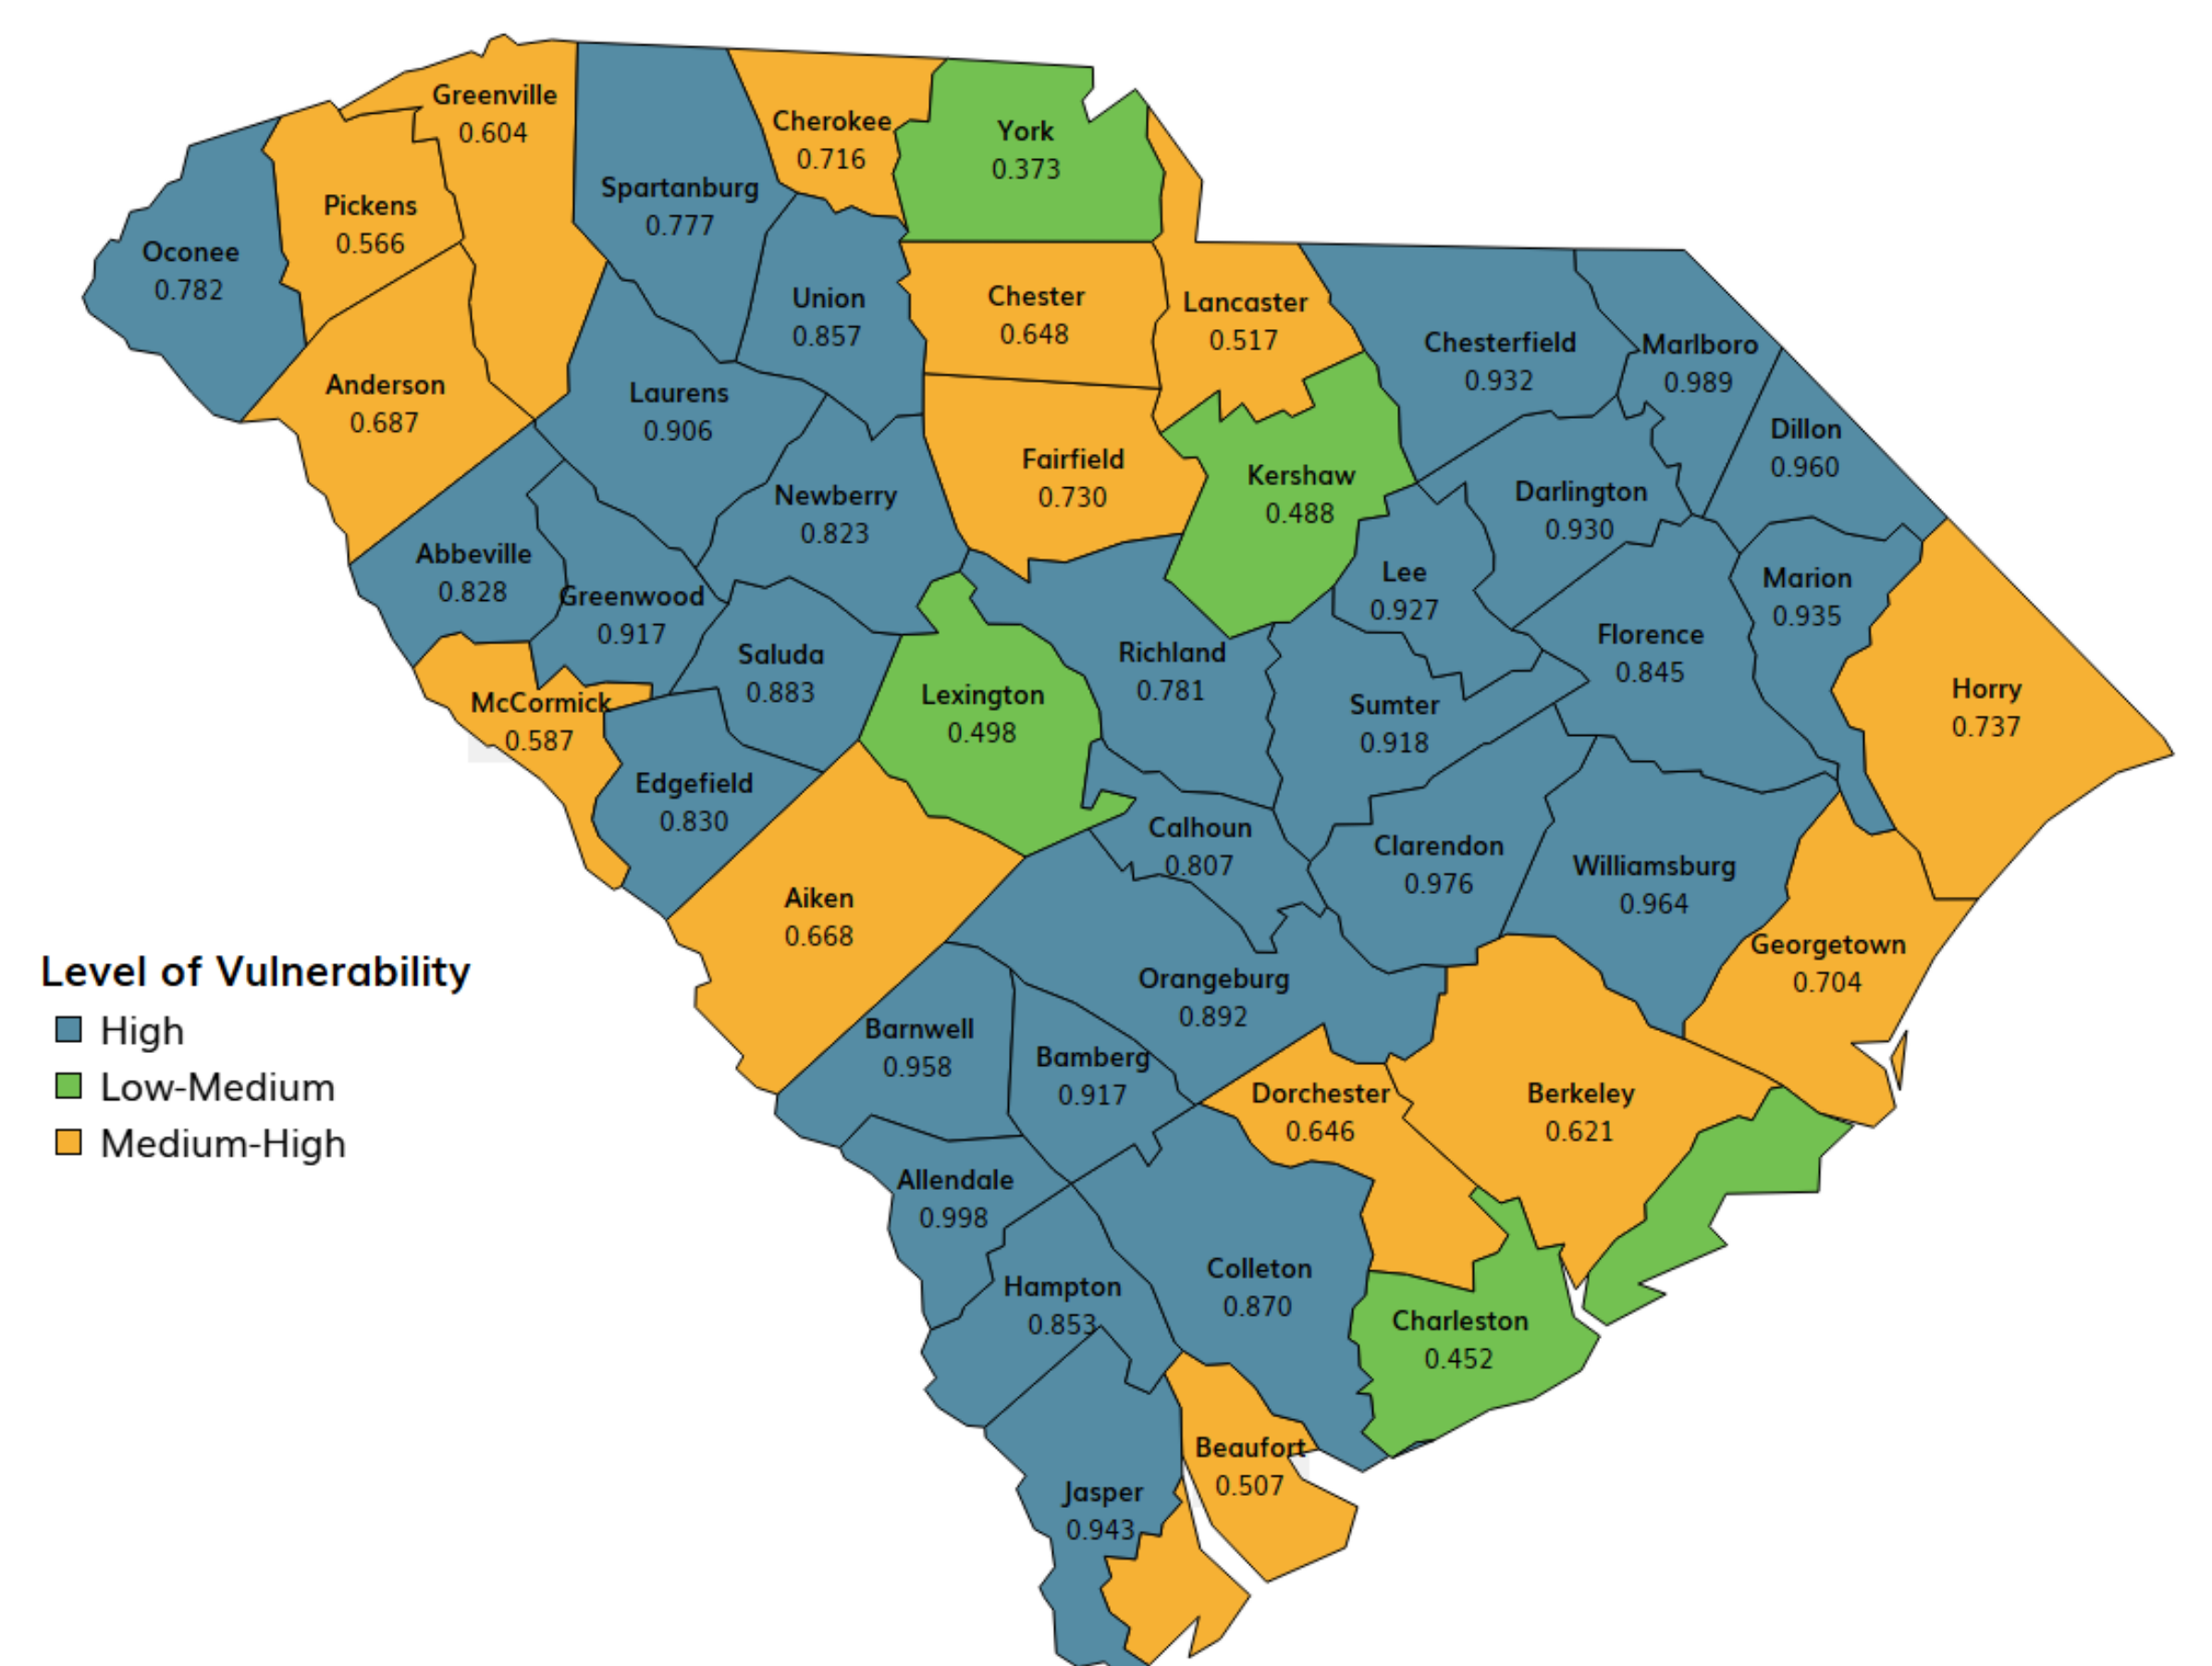 Greenville
0.604
Cherokee
0.716
York
0.373
Spartanburg
0.777
Pickens
0.566
Oconee
0.782
Union
0.857
Chester
0.648
Lancaster
0.517
Chesterfield
0.932
Marlboro
0.989
Anderson
0.687
Laurens
0.906
Dillon
0.960
Fairfield
0.730
Kershaw
0.488
Newberry
0.823
Darlington
0.930
Abbeville
0.828
Lee
0.927
Marion
0.935
Greenwood
0.917
Florence
0.845
Saluda
0.883
Richland
0.781
Lexington
0.498
Horry
0.737
McCormick
0.587
Sumter
0.918
Edgefield
0.830
Calhoun
0.807
Clarendon
0.976
Williamsburg
0.964
Aiken
0.668
Georgetown
0.704
Level of Vulnerability
High
Low-Medium
Medium-High
Orangeburg
0.892
Barnwell
0.958
Bamberg
0.917
Dorchester
0.646
Berkeley
0.621
Allendale
0.998
Colleton
0.870
Hampton
0.853
Charleston
0.452
Beaufort
0.507
Jasper
0.943